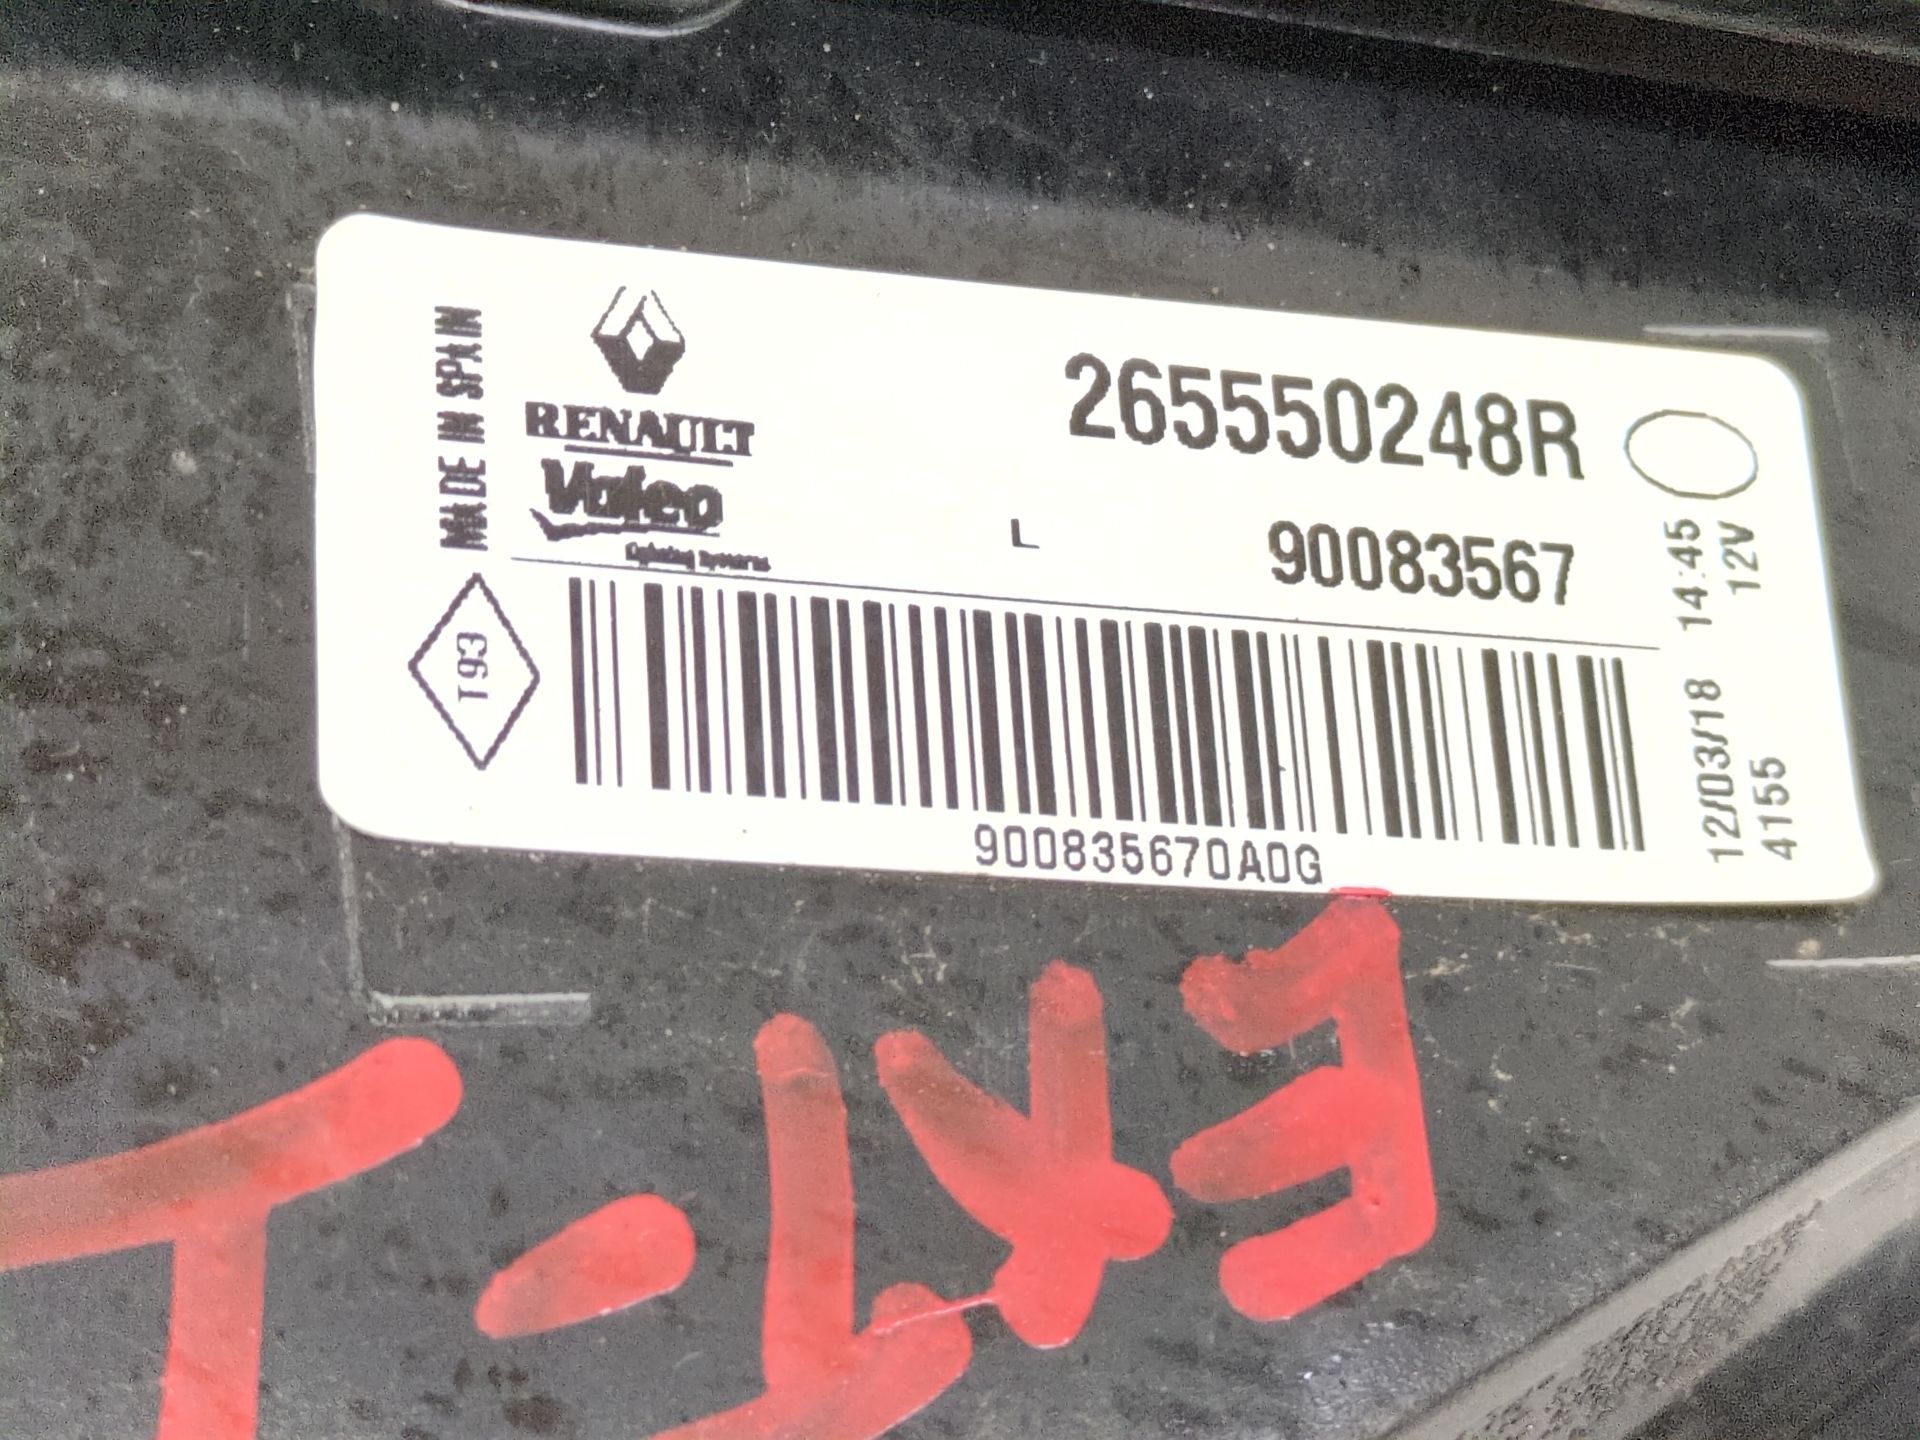 MADE IN SPAIN
RENAULT
Valeo
Lighting Systems
265550248R
L 90083567
T93
900835670A0G
12/03/18 14:45
4155 12V